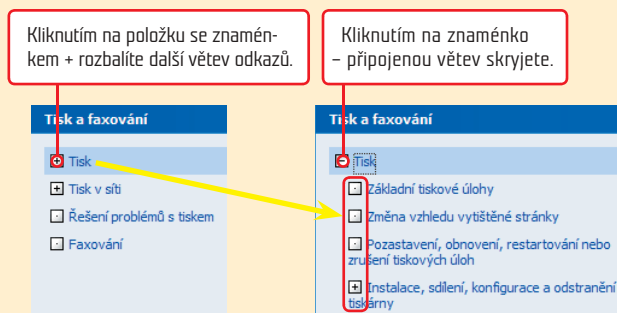 Kliknutím na položku se znamén-
kem + rozbalíte další větev odkazů.
Kliknutím na znaménko
– připojenou větev skryjete.
Tisk a faxování
Tisk
Tisk v síti
Řešení problémů s tiskem
Faxování
Tisk a faxování
Tisk
Základní tiskové úlohy
Změna vzhledu vytištěné stránky
Pozastavení, obnovení, restartování nebo
zrušení tiskových úloh
Instalace, sdílení, konfigurace a odstranění
tiskárny